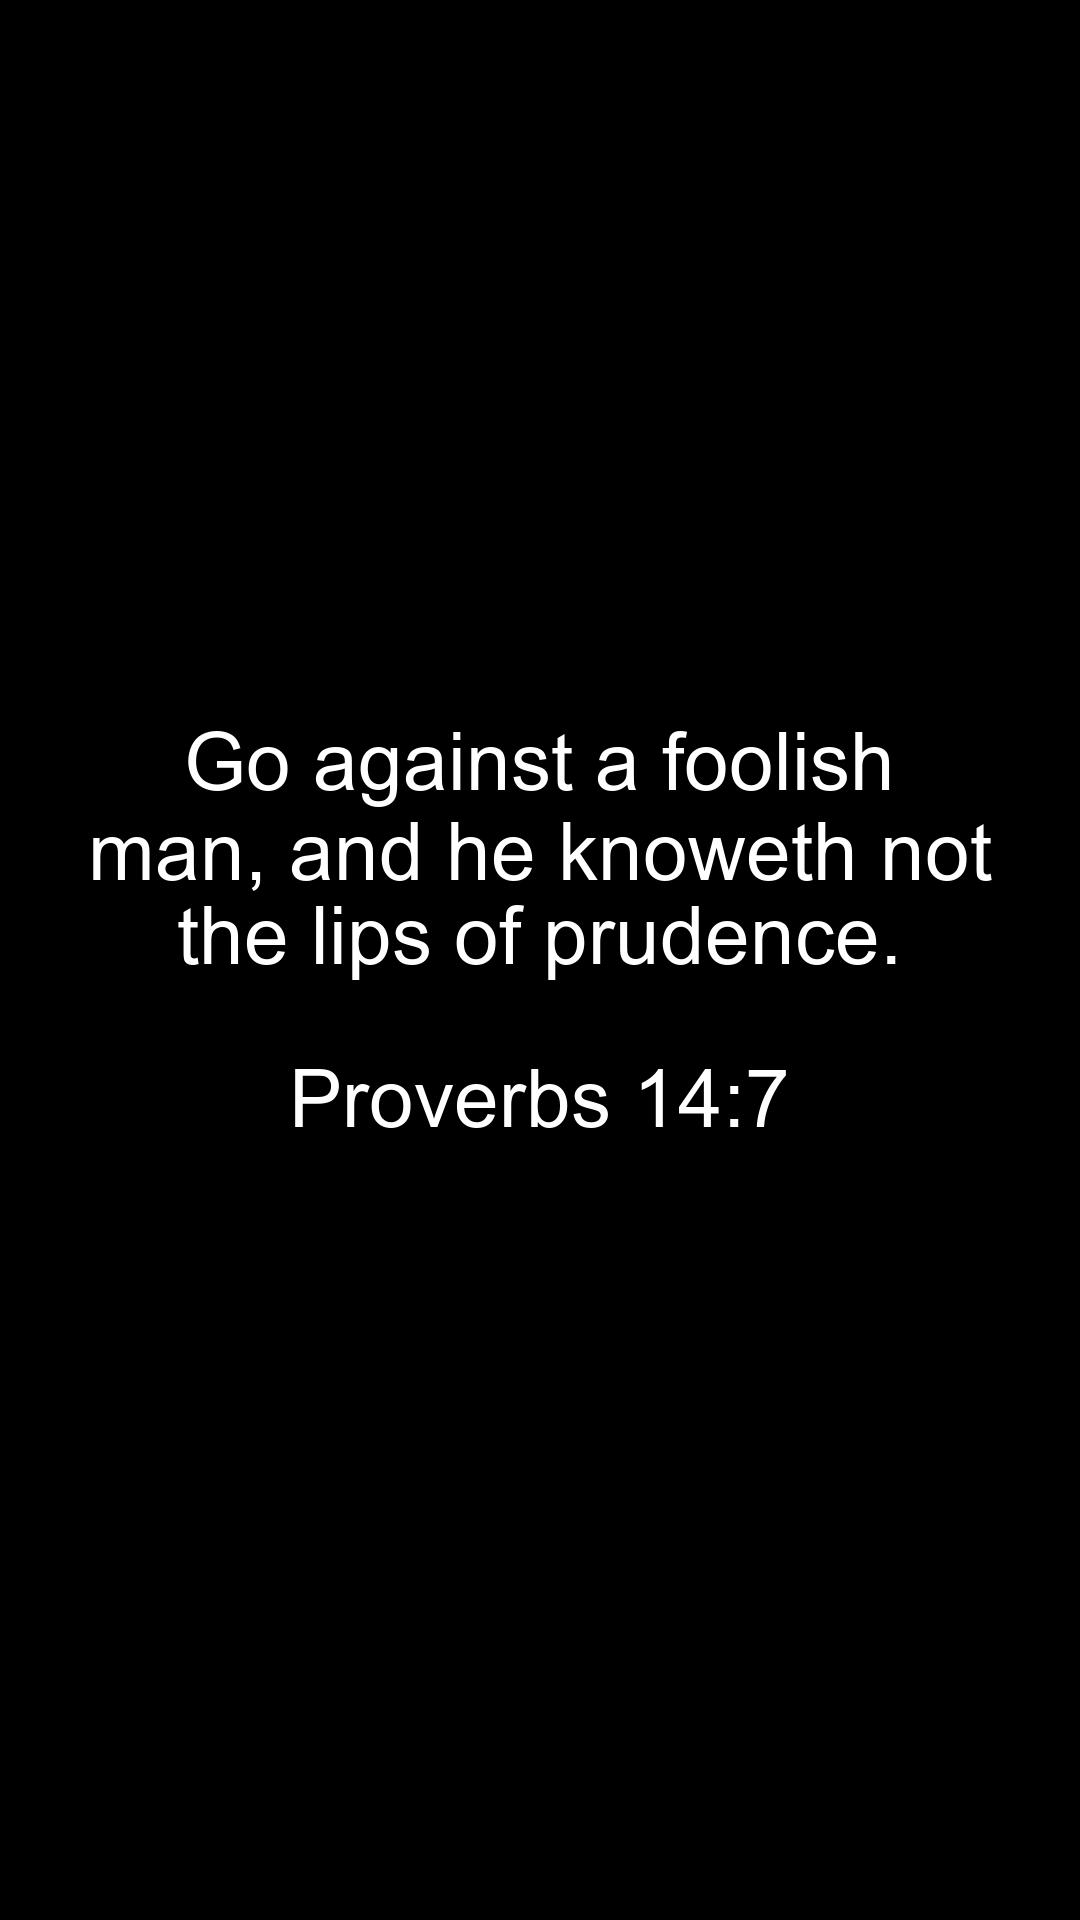 Go against a foolish
man, and he knoweth not
the lips of prudence.
Proverbs 14:7